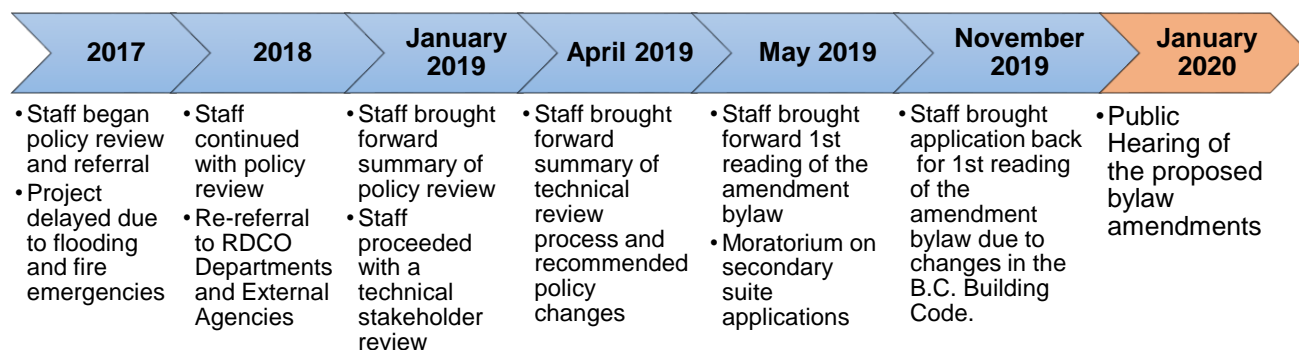 2017
• Staff began
policy review
and referral
• Project
delayed due
to flooding
and fire
emergencies
2018
• Staff
continued
with policy
review
• Re-referral
to RDCO
Departments
and External
Agencies
January
2019
• Staff brought
forward
summary of
policy review
• Staff
proceeded
with a
technical
stakeholder
review
April 2019
• Staff brought
forward
summary of
technical
review
process and
recommended
policy
changes
May 2019
• Staff brought
forward 1st
reading of the
amendment
bylaw
• Moratorium on
secondary
suite
applications
November
2019
• Staff brought
application back
for 1st reading
of the
amendment
bylaw due to
changes in the
B.C. Building
Code.
January
2020
• Public
Hearing of
the proposed
bylaw
amendments